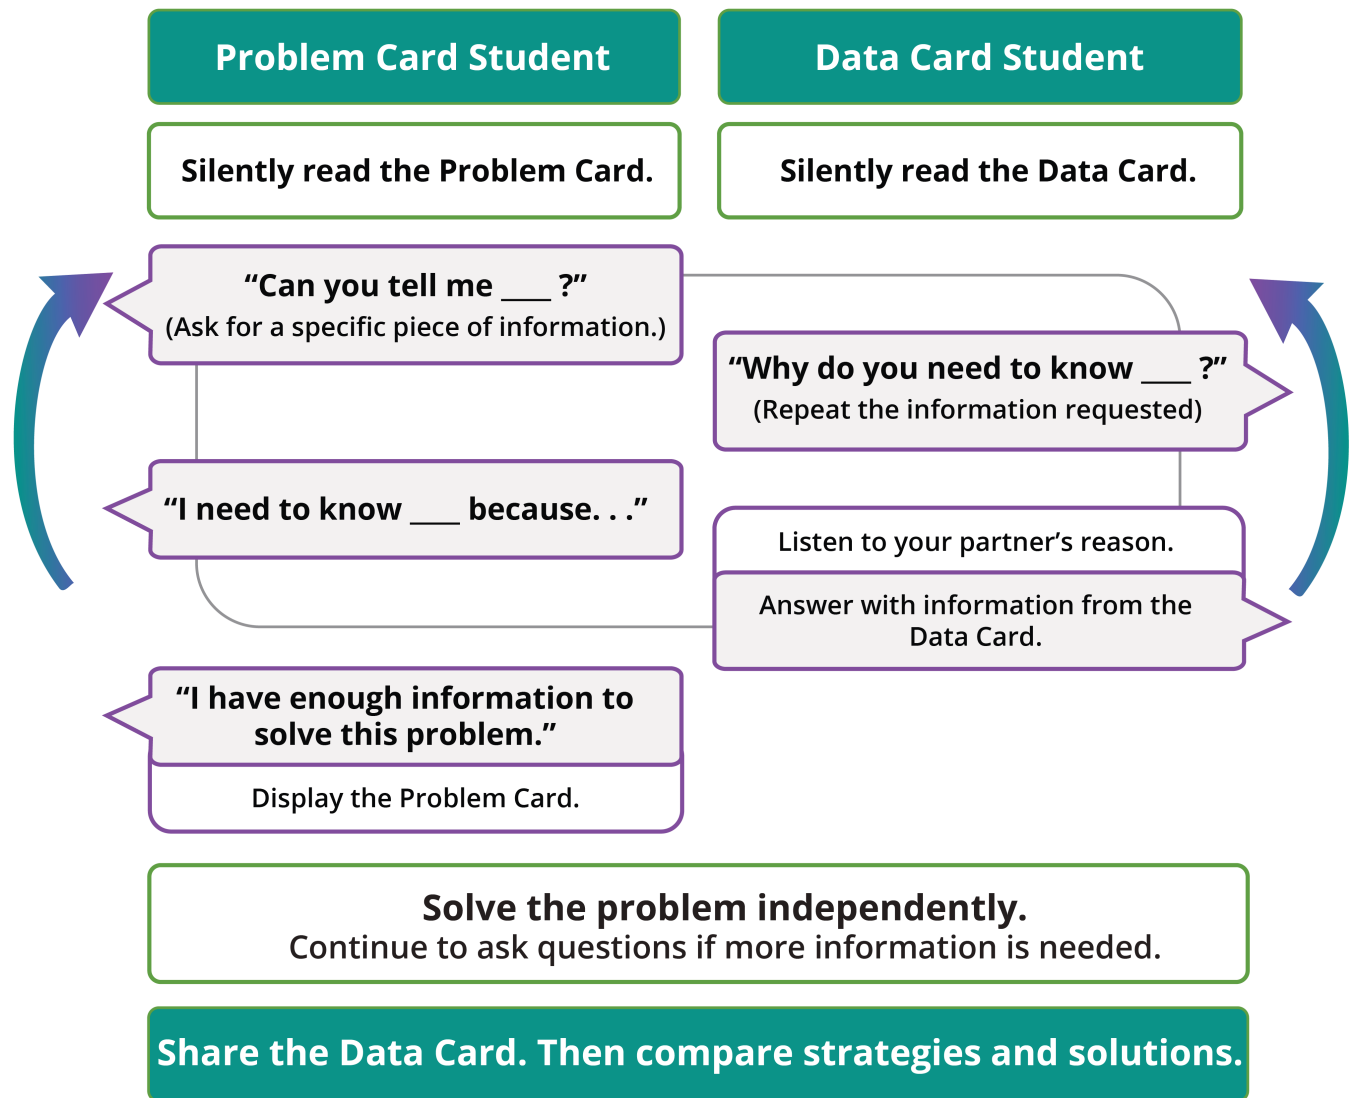 Problem Card Student
Data Card Student
Silently read the Problem Card.
Silently read the Data Card.
“Can you tell me ____ ?”
(Ask for a specific piece of information.)
“Why do you need to know ____ ?”
(Repeat the information requested)
“I need to know ____ because. . .”
Listen to your partner’s reason.
Answer with information from the
Data Card.
“I have enough information to
solve this problem.”
Display the Problem Card.
Solve the problem independently.
Continue to ask questions if more information is needed.
Share the Data Card. Then compare strategies and solutions.